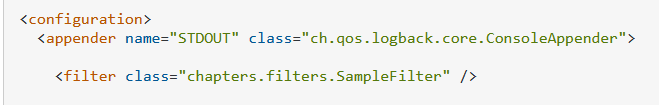 <configuration>
  <appender name="STDOUT" class="ch.qos.logback.core.ConsoleAppender">
    <filter class="chapters.filters.SampleFilter" />